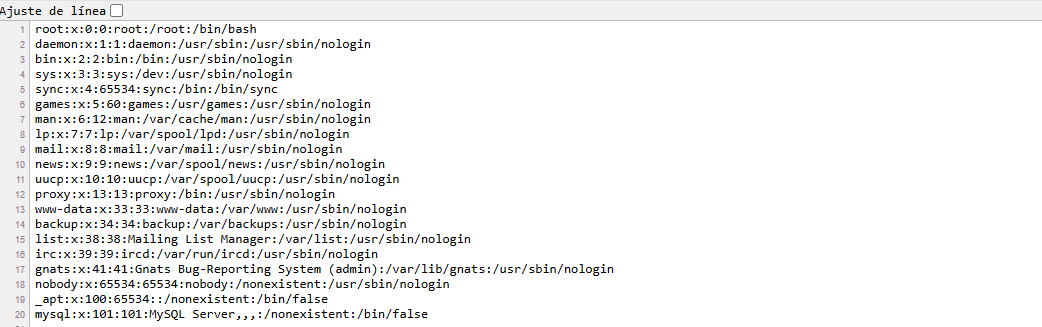 Ajuste de línea
1 root:x:0:0:root:/root:/bin/bash
2 daemon:x:1:1:daemon:/usr/sbin:/usr/sbin/nologin
3 bin:x:2:2:bin:/bin:/usr/sbin/nologin
4 sys:x:3:3:sys:/dev:/usr/sbin/nologin
5 sync:x:4:65534:sync:/bin:/bin/sync
6 games:x:5:60:games:/usr/games:/usr/sbin/nologin
7 man:x:6:12:man:/var/cache/man:/usr/sbin/nologin
8 lp:x:7:7:lp:/var/spool/lpd:/usr/sbin/nologin
9 mail:x:8:8:mail:/var/mail:/usr/sbin/nologin
10 news:x:9:9:news:/var/spool/news:/usr/sbin/nologin
11 uucp:x:10:10:uucp:/var/spool/uucp:/usr/sbin/nologin
12 proxy:x:13:13:proxy:/bin:/usr/sbin/nologin
13 www-data:x:33:33:www-data:/var/www:/usr/sbin/nologin
14 backup:x:34:34:backup:/var/backups:/usr/sbin/nologin
15 list:x:38:38:Mailing List Manager:/var/list:/usr/sbin/nologin
16 irc:x:39:39:ircd:/var/run/ircd:/usr/sbin/nologin
17 gnats:x:41:41:Gnats Bug-Reporting System (admin):/var/lib/gnats:/usr/sbin/nologin
18 nobody:x:65534:65534:nobody:/nonexistent:/usr/sbin/nologin
19 _apt:x:100:65534::/nonexistent:/bin/false
20 mysql:x:101:101:MySQL Server,,,:/nonexistent:/bin/false